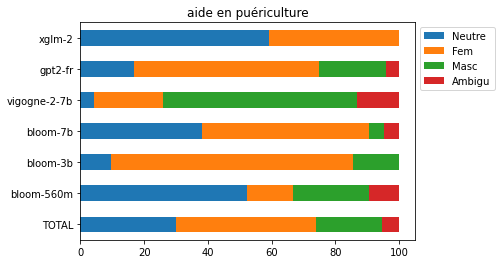 aide en puériculture
xglm-2
gpt2-fr
vigogne-2-7b
bloom-7b
bloom-3b
bloom-560m
TOTAL
0 20 40 60 80 100
Neutre
Fem
Masc
Ambigu